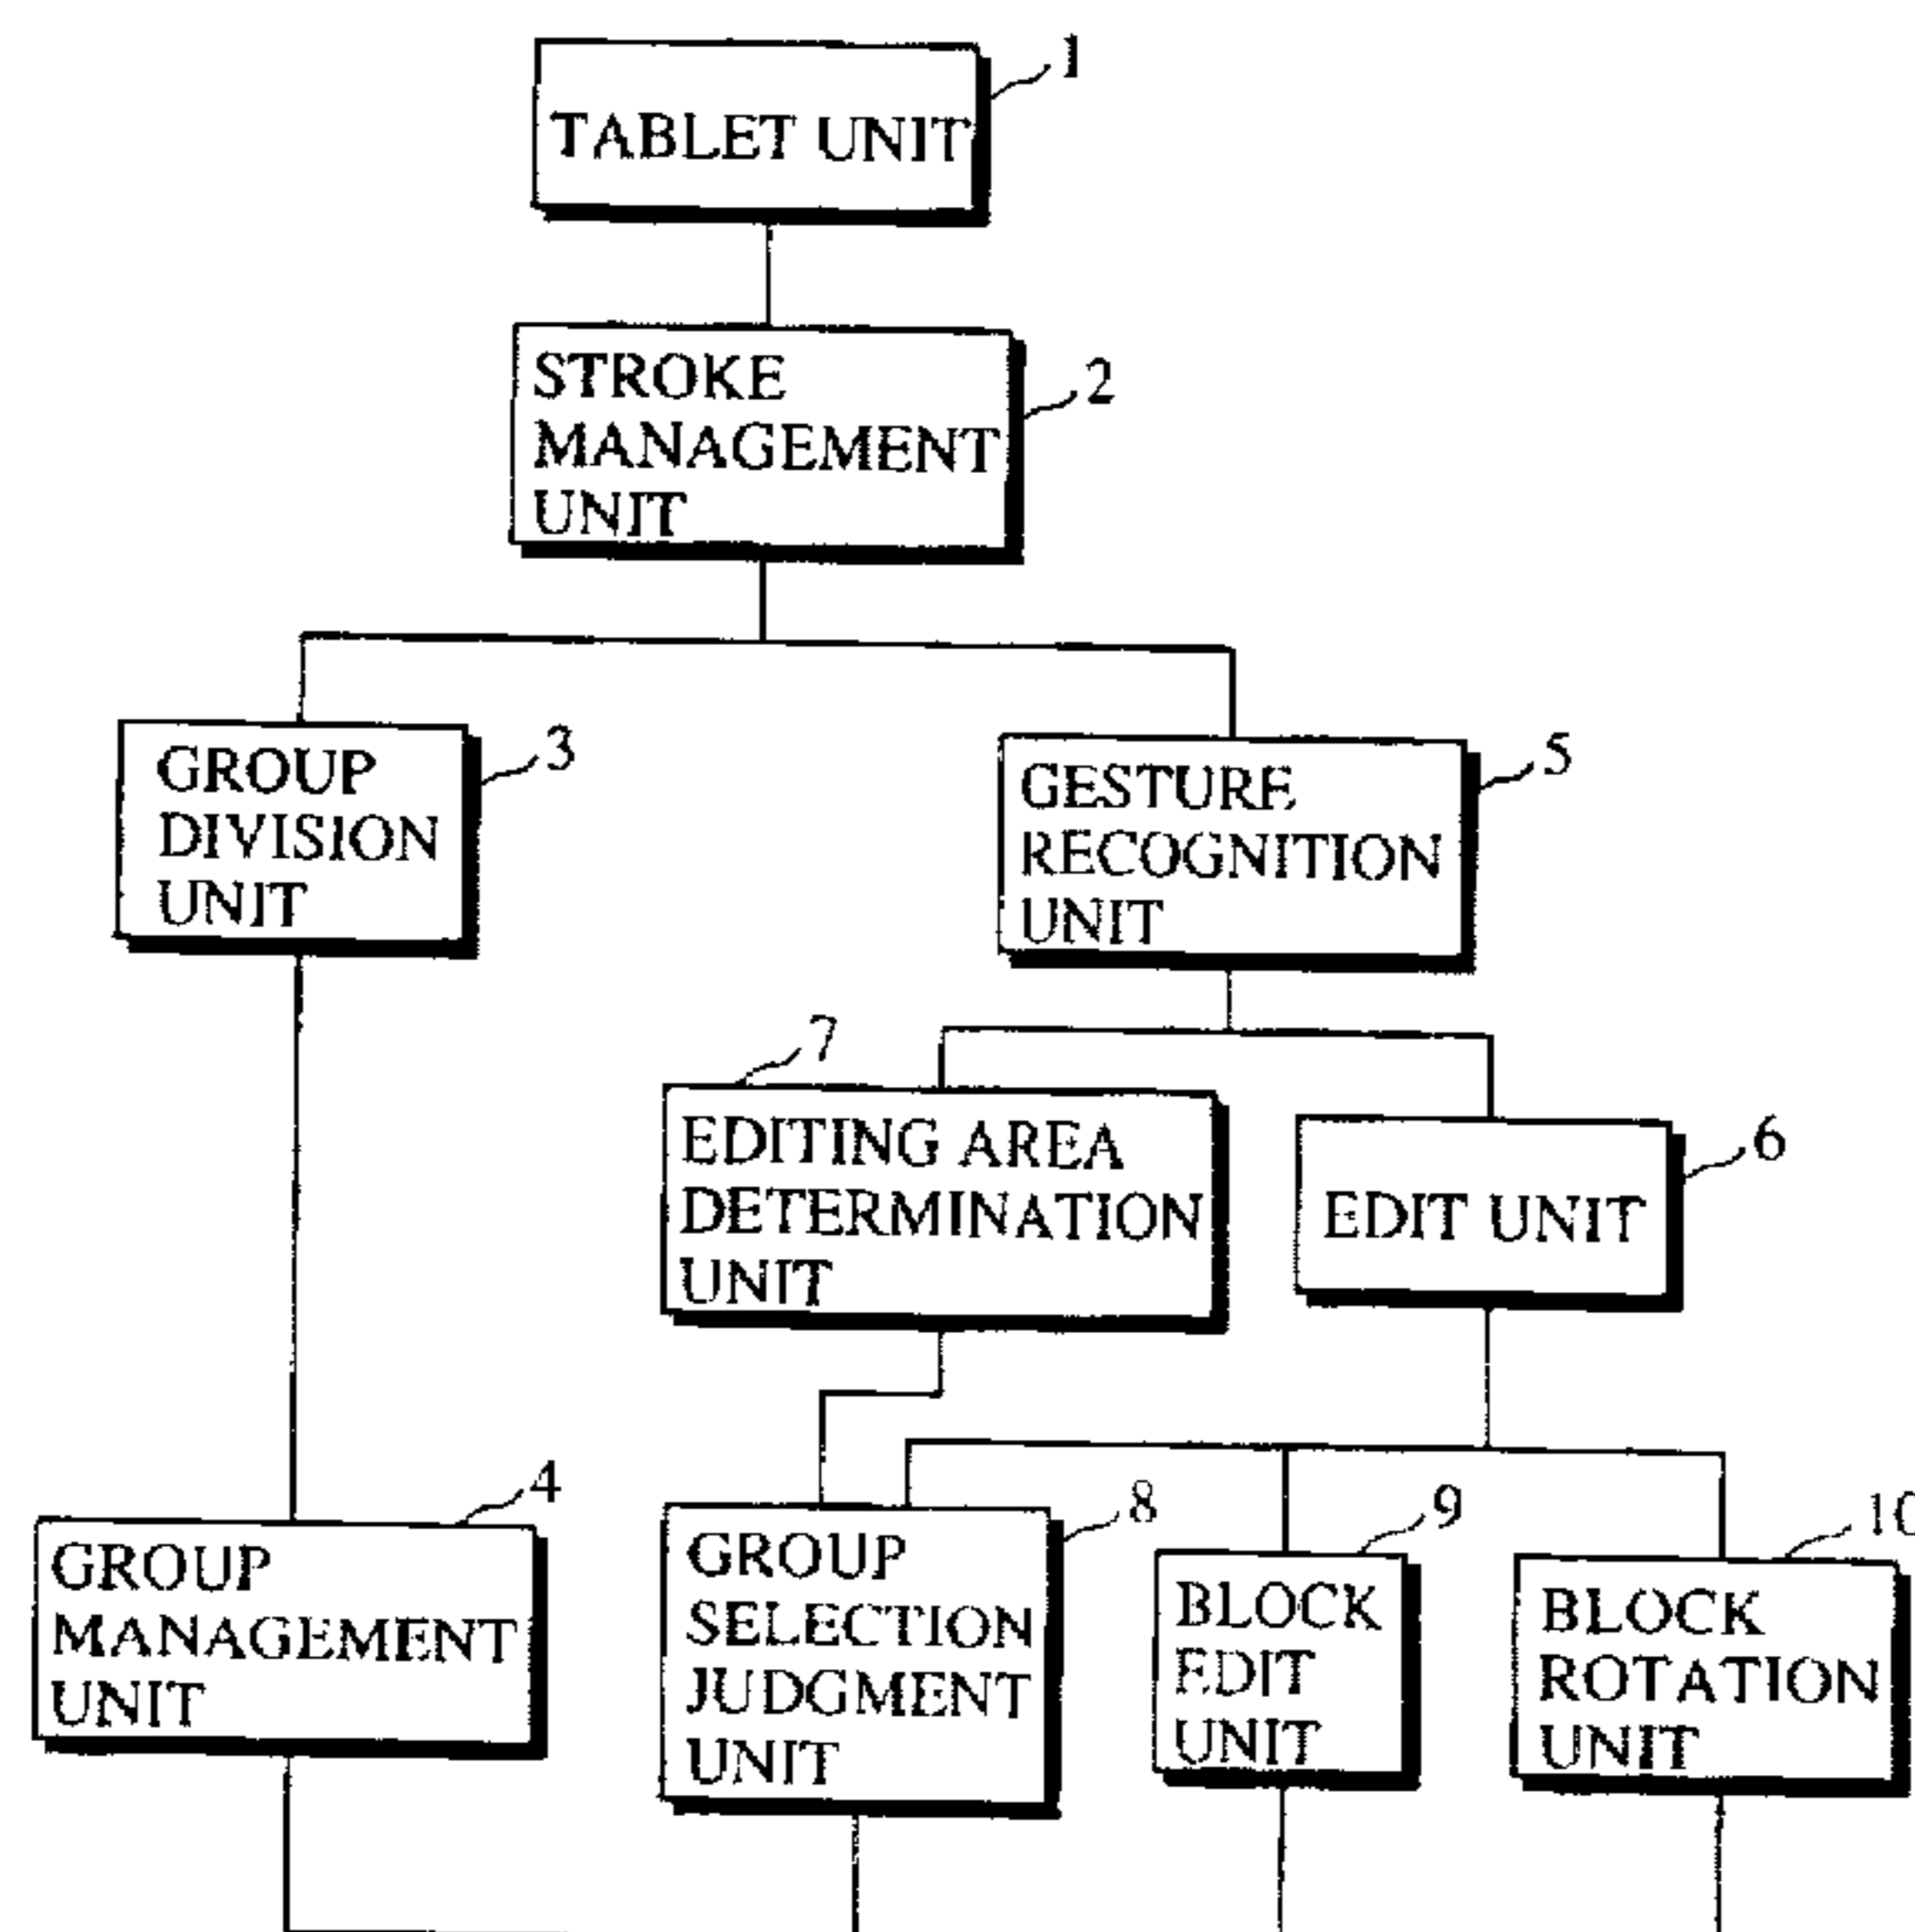 1
TABLET UNIT
2
STROKE
MANAGEMENT
UNIT
3
GROUP
DIVISION
UNIT
5
GESTURE
RECOGNITION
UNIT
7
EDITING AREA
DETERMINATION
UNIT
6
EDIT UNIT
4
GROUP
MANAGEMENT
UNIT
8
GROUP
SELECTION
JUDGMENT
UNIT
9
BLOCK
EDIT
UNIT
10
BLOCK
ROTATION
UNIT